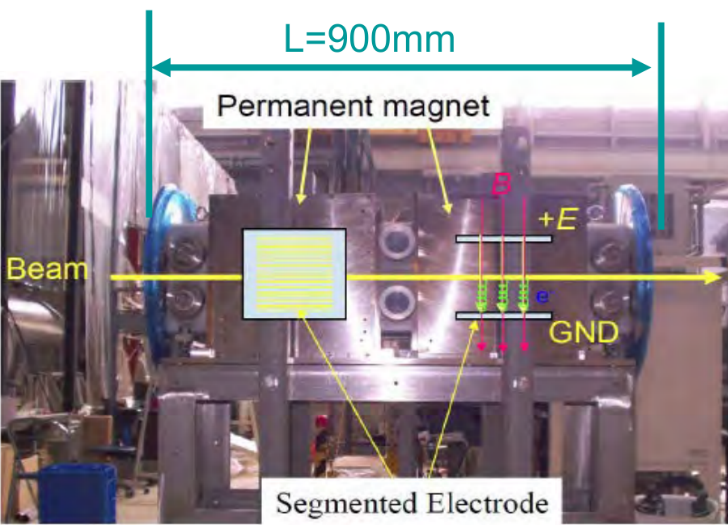 L=900mm
Permanent magnet
B
+E
Beam
e
GND
Segmented Electrode